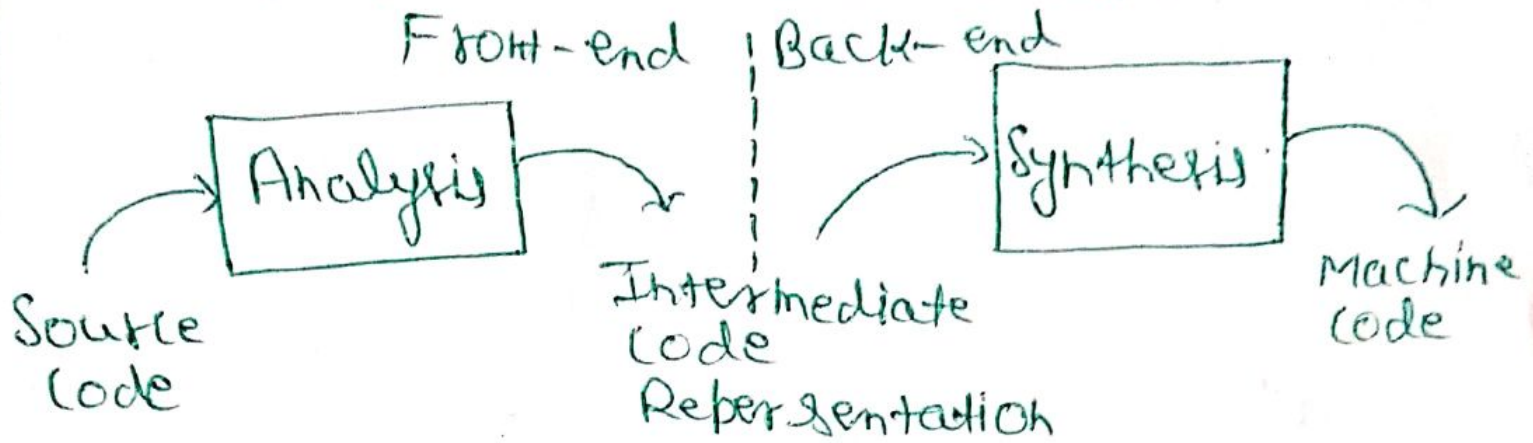 Front-end
Back-end
Analysis
Synthesis
Source
Code
Intermediate
Code
Repersentation
Machine
Code